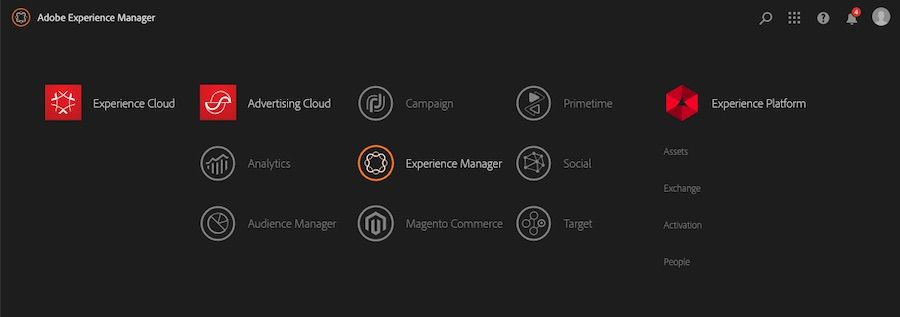 Adobe Experience Manager
4
Experience Cloud
Advertising Cloud
Campaign
Primetime
Experience Platform
Analytics
Experience Manager
Social
Assets
Exchange
Audience Manager
Magento Commerce
Target
Activation
People